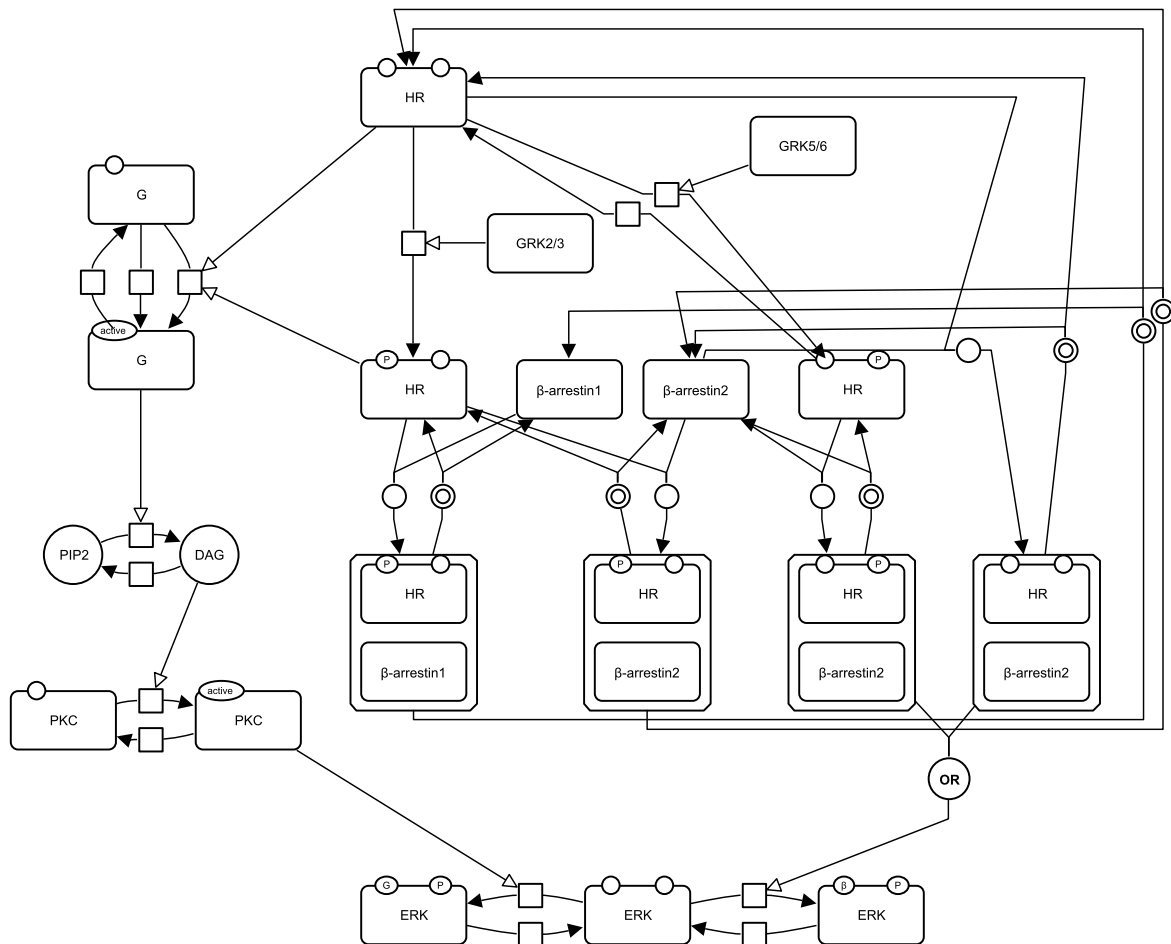 HR
GRK5/6
G
GRK2/3
active
G
P
HR
β-arrestin1
β-arrestin2
P
HR
PIP2
DAG
P
HR
β-arrestin1
P
HR
β-arrestin2
P
HR
β-arrestin2
HR
β-arrestin2
PKC
active
PKC
OR
G
P
ERK
ERK
β
P
ERK